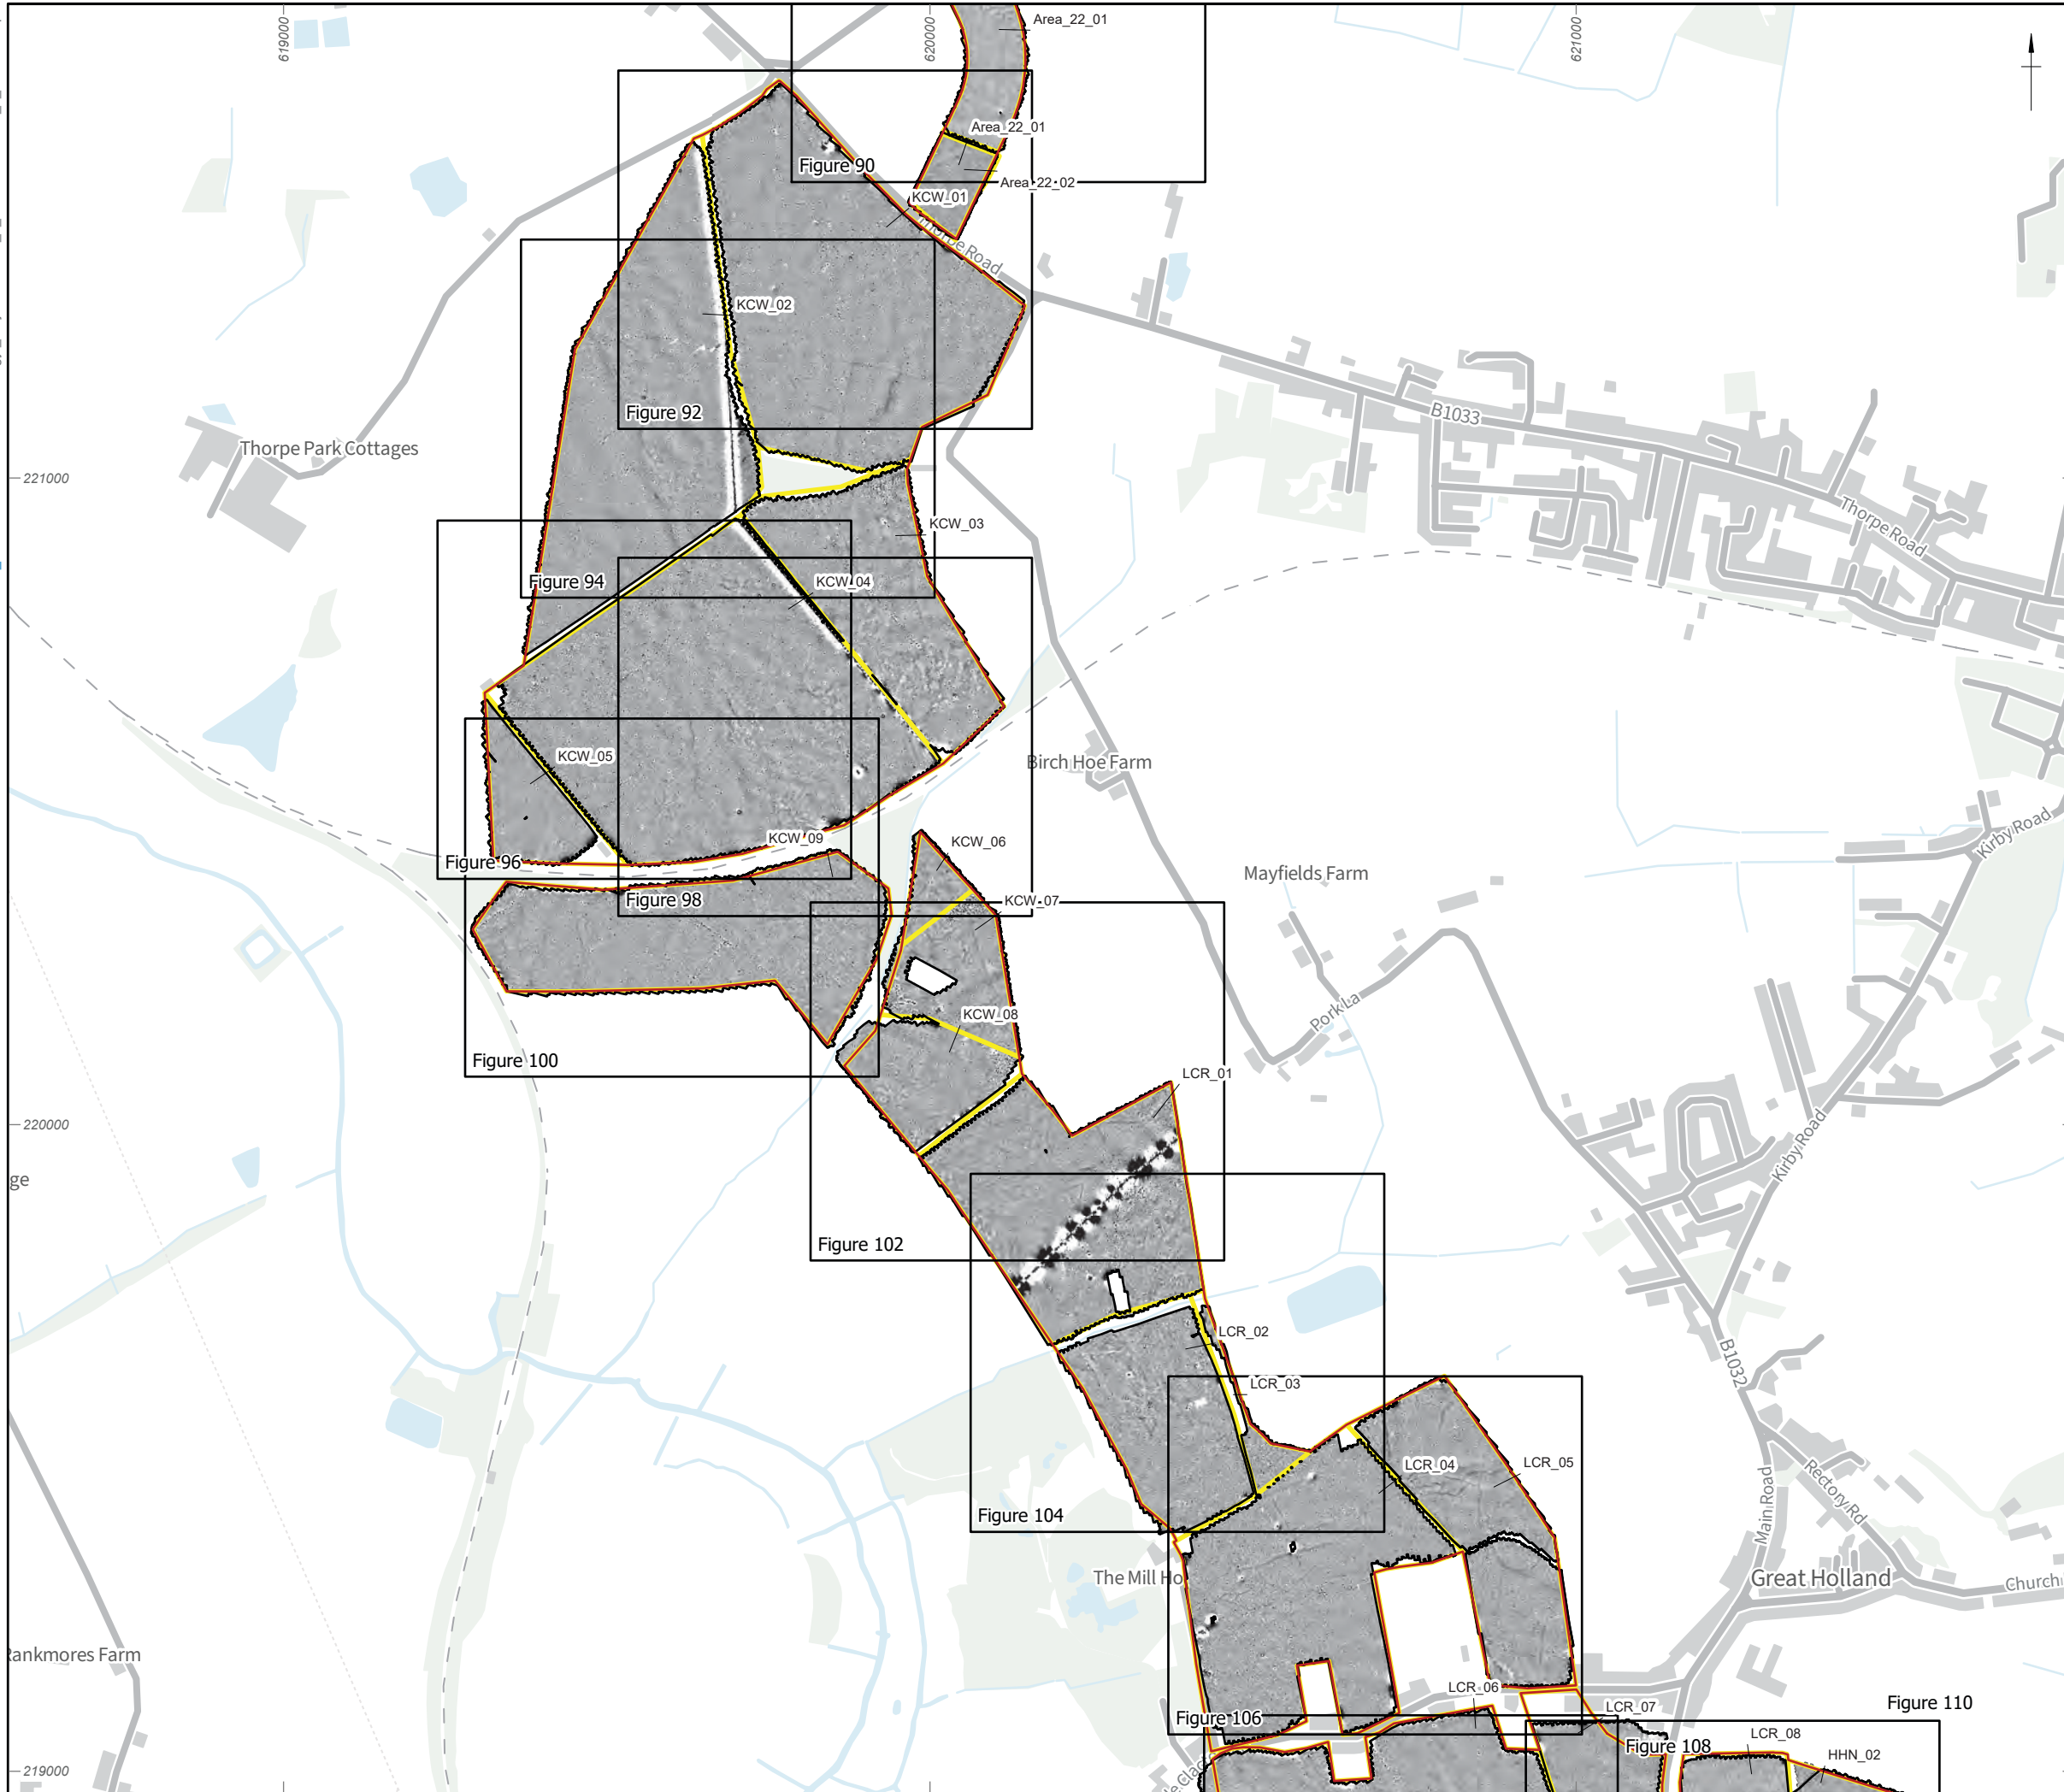 619000
620000
621000
Area_22_01
Area_22_01
Figure 90
Area_22_02
KCW_01
Thorpe Road
KCW_02
Figure 92
B1033
Thorpe Park Cottages
221000
Thorpe Road
KCW_03
Figure 94
KCW_04
KCW_05
Birch Hoe Farm
Kirby Road
KCW_09
KCW_06
Figure 96
Mayfields Farm
Figure 98
KCW_07
Pork La
KCW_08
Figure 100
LCR_01
220000
Kirby Road
ge
Figure 102
LCR_02
B1032
LCR_03
LCR_04
LCR_05
Rectory Rd
Main Road
Figure 104
The Mill Ho
Great Holland
Church
Rankmores Farm
LCR_06
Figure 110
LCR_07
Figure 106
LCR_08
Figure 108
HHN_02
219000
le Clac